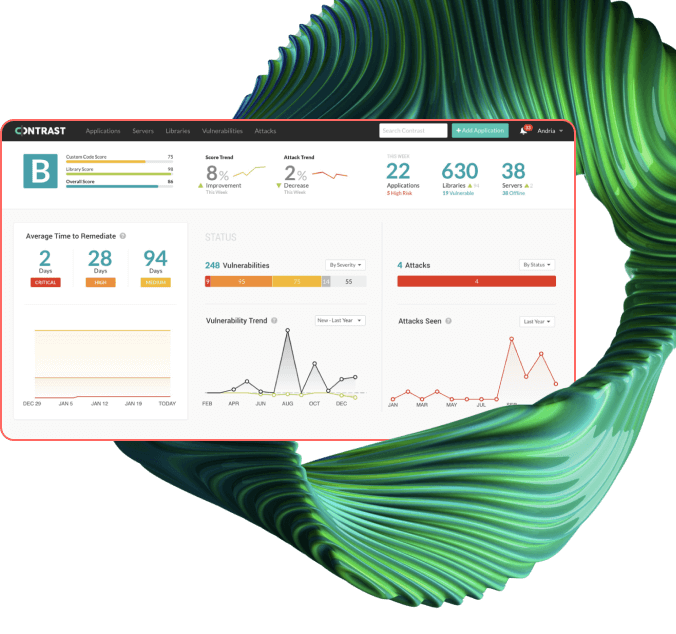 CONTRAST Applications Servers Libraries Vulnerabilities Attacks Search Contrast +Add Application Andria
B
Custom Code Score 75
Library Score 98
Overall Score 86
Score Trend
8%
Improvement
This Week
Attack Trend
2%
Decrease
This Week
THIS WEEK
22
Applications
5 High Risk
630
Libraries
19 Vulnerable
38
Servers 2
38 Offline
Average Time to Remediate ?
2
Days
CRITICAL
28
Days
HIGH
94
Days
MEDIUM
DEC 29 JAN 5 JAN 12 JAN 19 TODAY
STATUS
248 Vulnerabilities By Severity
9 95 75 14 55
Vulnerability Trend ? New - Last Year
FEB APR JUN AUG OCT DEC
4 Attacks By Status
4
Attacks Seen ? Last Year
JAN MAR MAY JUL SEP